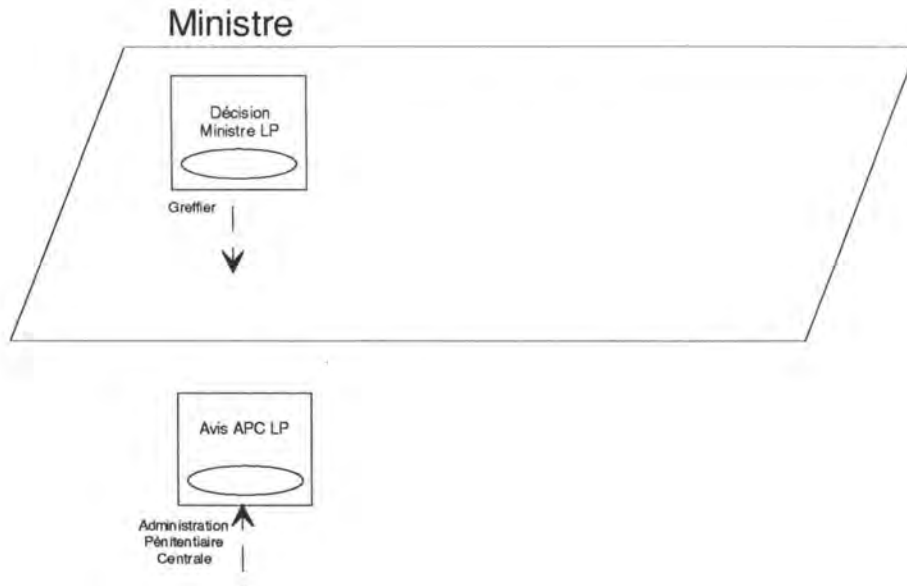 Ministre
Décision
Ministre LP
Greffier
Avis APC LP
Administration
Pénitentiaire
Centrale